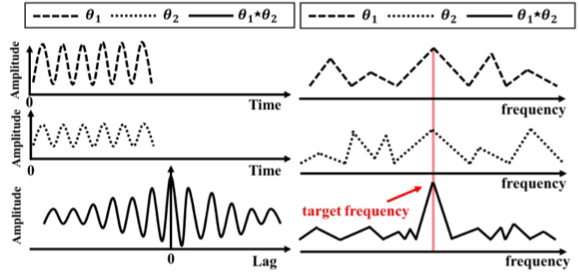 θ₁ θ₂ θ₁*θ₂
θ₁ θ₂ θ₁*θ₂
Amplitude
0
Time
frequency
Amplitude
0
Time
frequency
Amplitude
target frequency
0
Lag
frequency